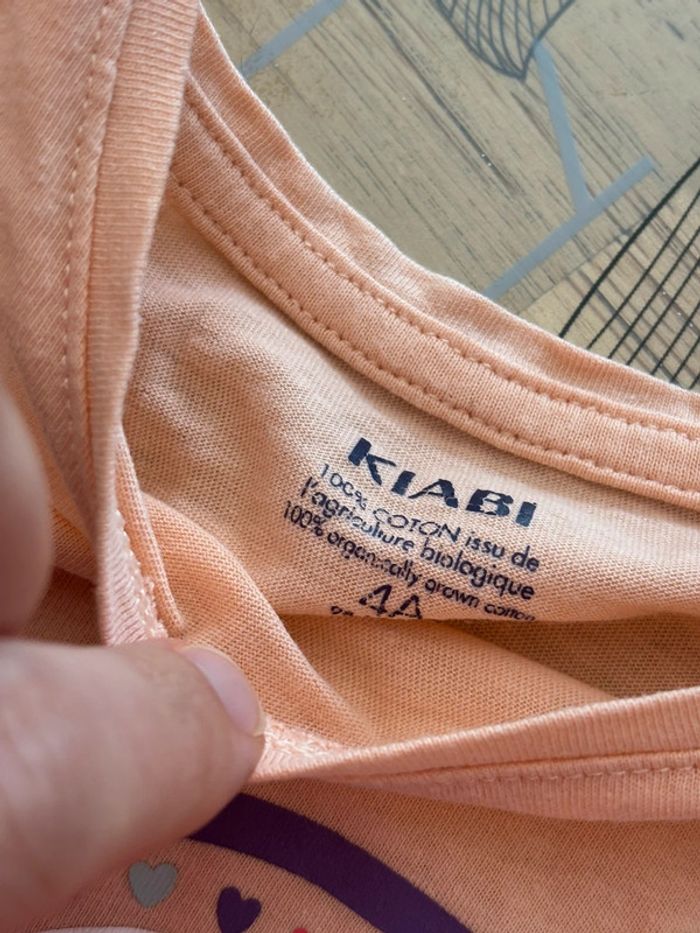 KIABI
100% COTON issu de
l'agriculture biologique
100% organically grown cotton
4A